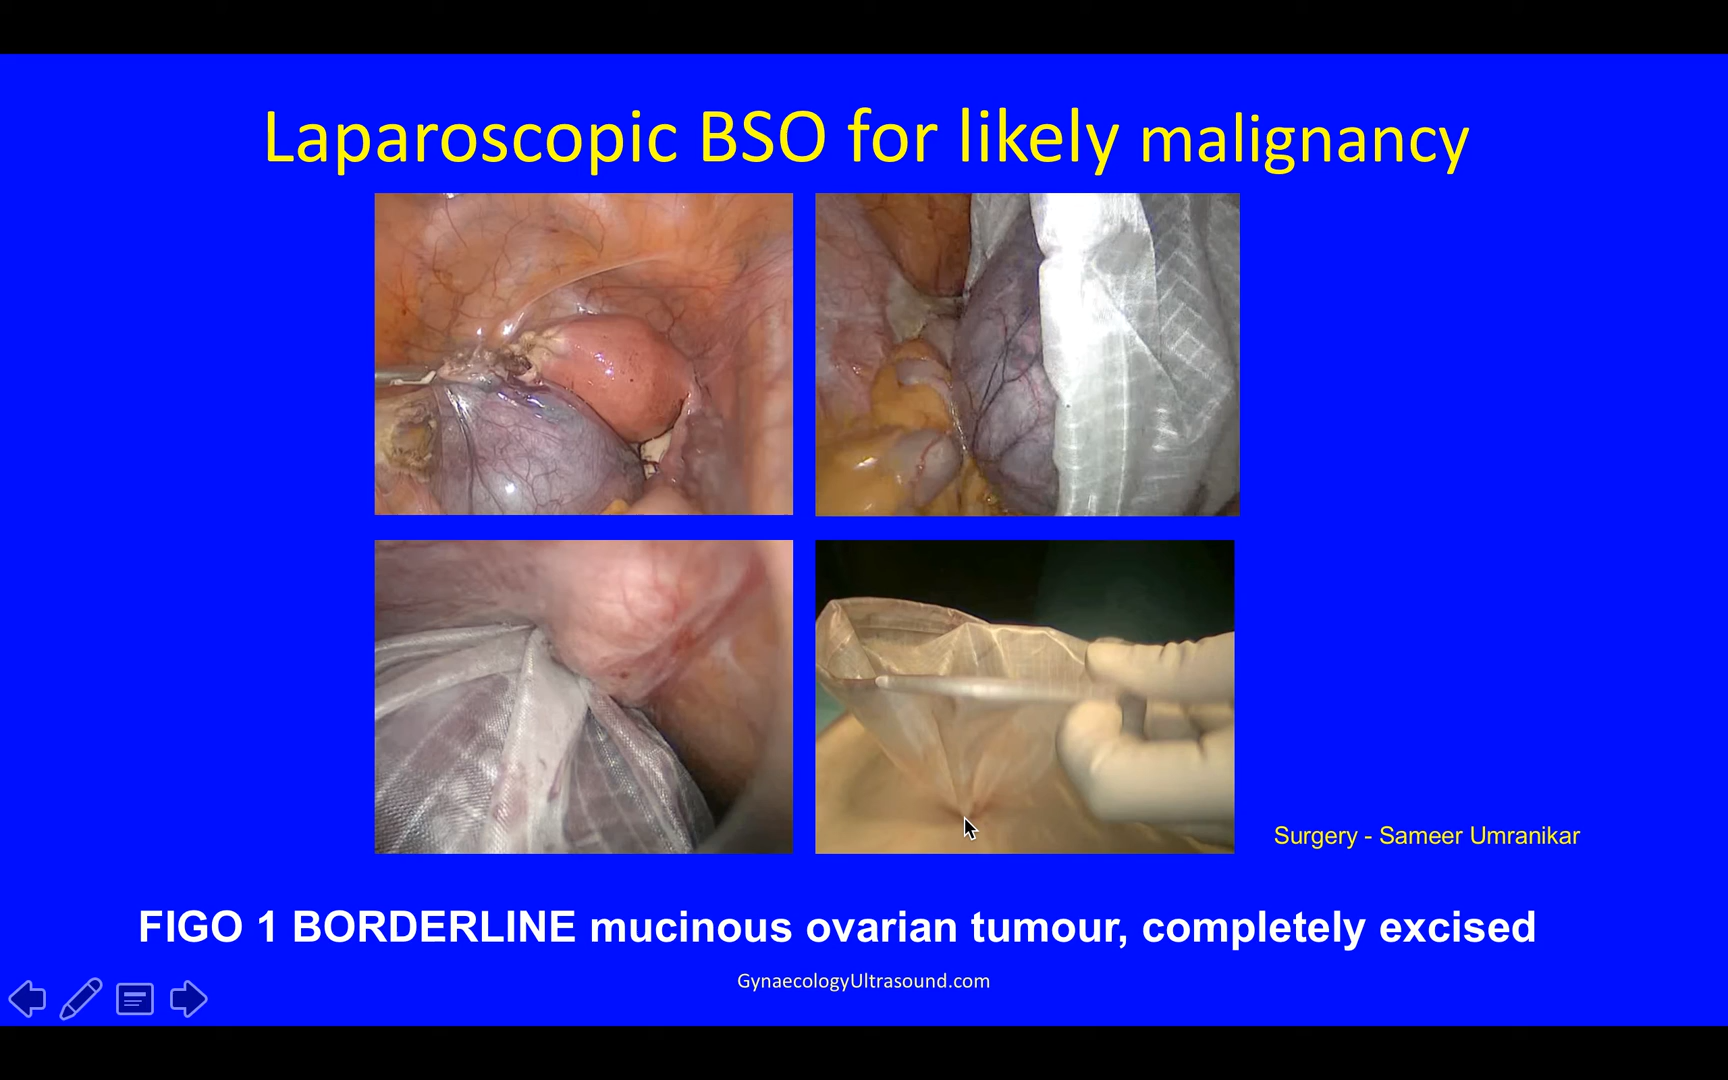 Laparoscopic BSO for likely malignancy
Surgery - Sameer Umranikar
FIGO 1 BORDERLINE mucinous ovarian tumour, completely excised
GynaecologyUltrasound.com